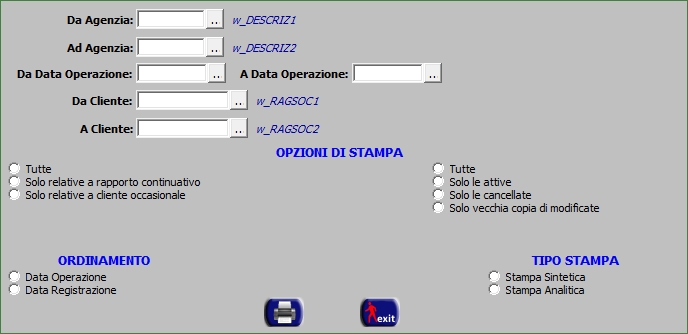 Da Agenzia: .. w_DESCRIZ1
Ad Agenzia: .. w_DESCRIZ2
Da Data Operazione: .. A Data Operazione: ..
Da Cliente: .. w_RAGSOC1
A Cliente: .. w_RAGSOC2
OPZIONI DI STAMPA
Tutte
Solo relative a rapporto continuativo
Solo relative a cliente occasionale
Tutte
Solo le attive
Solo le cancellate
Solo vecchia copia di modificate
ORDINAMENTO
Data Operazione
Data Registrazione
TIPO STAMPA
Stampa Sintetica
Stampa Analitica
exit